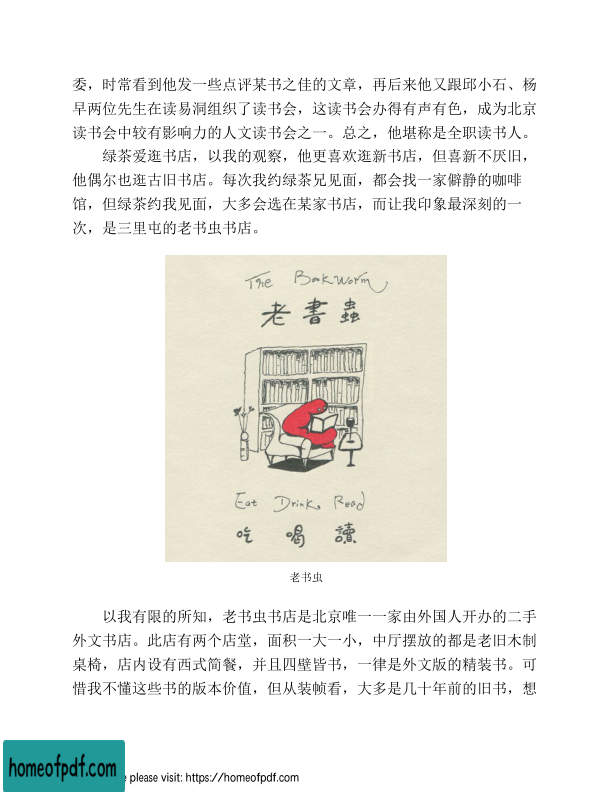 委，时常看到他发一些点评某书之佳的文章，再后来他又跟邱小石、杨
早两位先生在读易洞组织了读书会，这读书会办得有声有色，成为北京
读书会中较有影响力的人文读书会之一。总之，他堪称是全职读书人。
绿茶爱逛书店，以我的观察，他更喜欢逛新书店，但喜新不厌旧，
他偶尔也逛古旧书店。每次我约绿茶兄见面，都会找一家僻静的咖啡
馆，但绿茶约我见面，大多会选在某家书店，而让我印象最深刻的一
次，是三里屯的老书虫书店。
The Bookworm
老書蟲
Eat Drink, Read
吃 喝 讀
老书虫
以我有限的所知，老书虫书店是北京唯一一家由外国人开办的二手
外文书店。此店有两个店堂，面积一大一小，中厅摆放的都是老旧木制
桌椅，店内设有西式简餐，并且四壁皆书，一律是外文版的精装书。可
惜我不懂这些书的版本价值，但从装帧看，大多是几十年前的旧书，想
homeofpdf.com
e please visit: https://homeofpdf.com